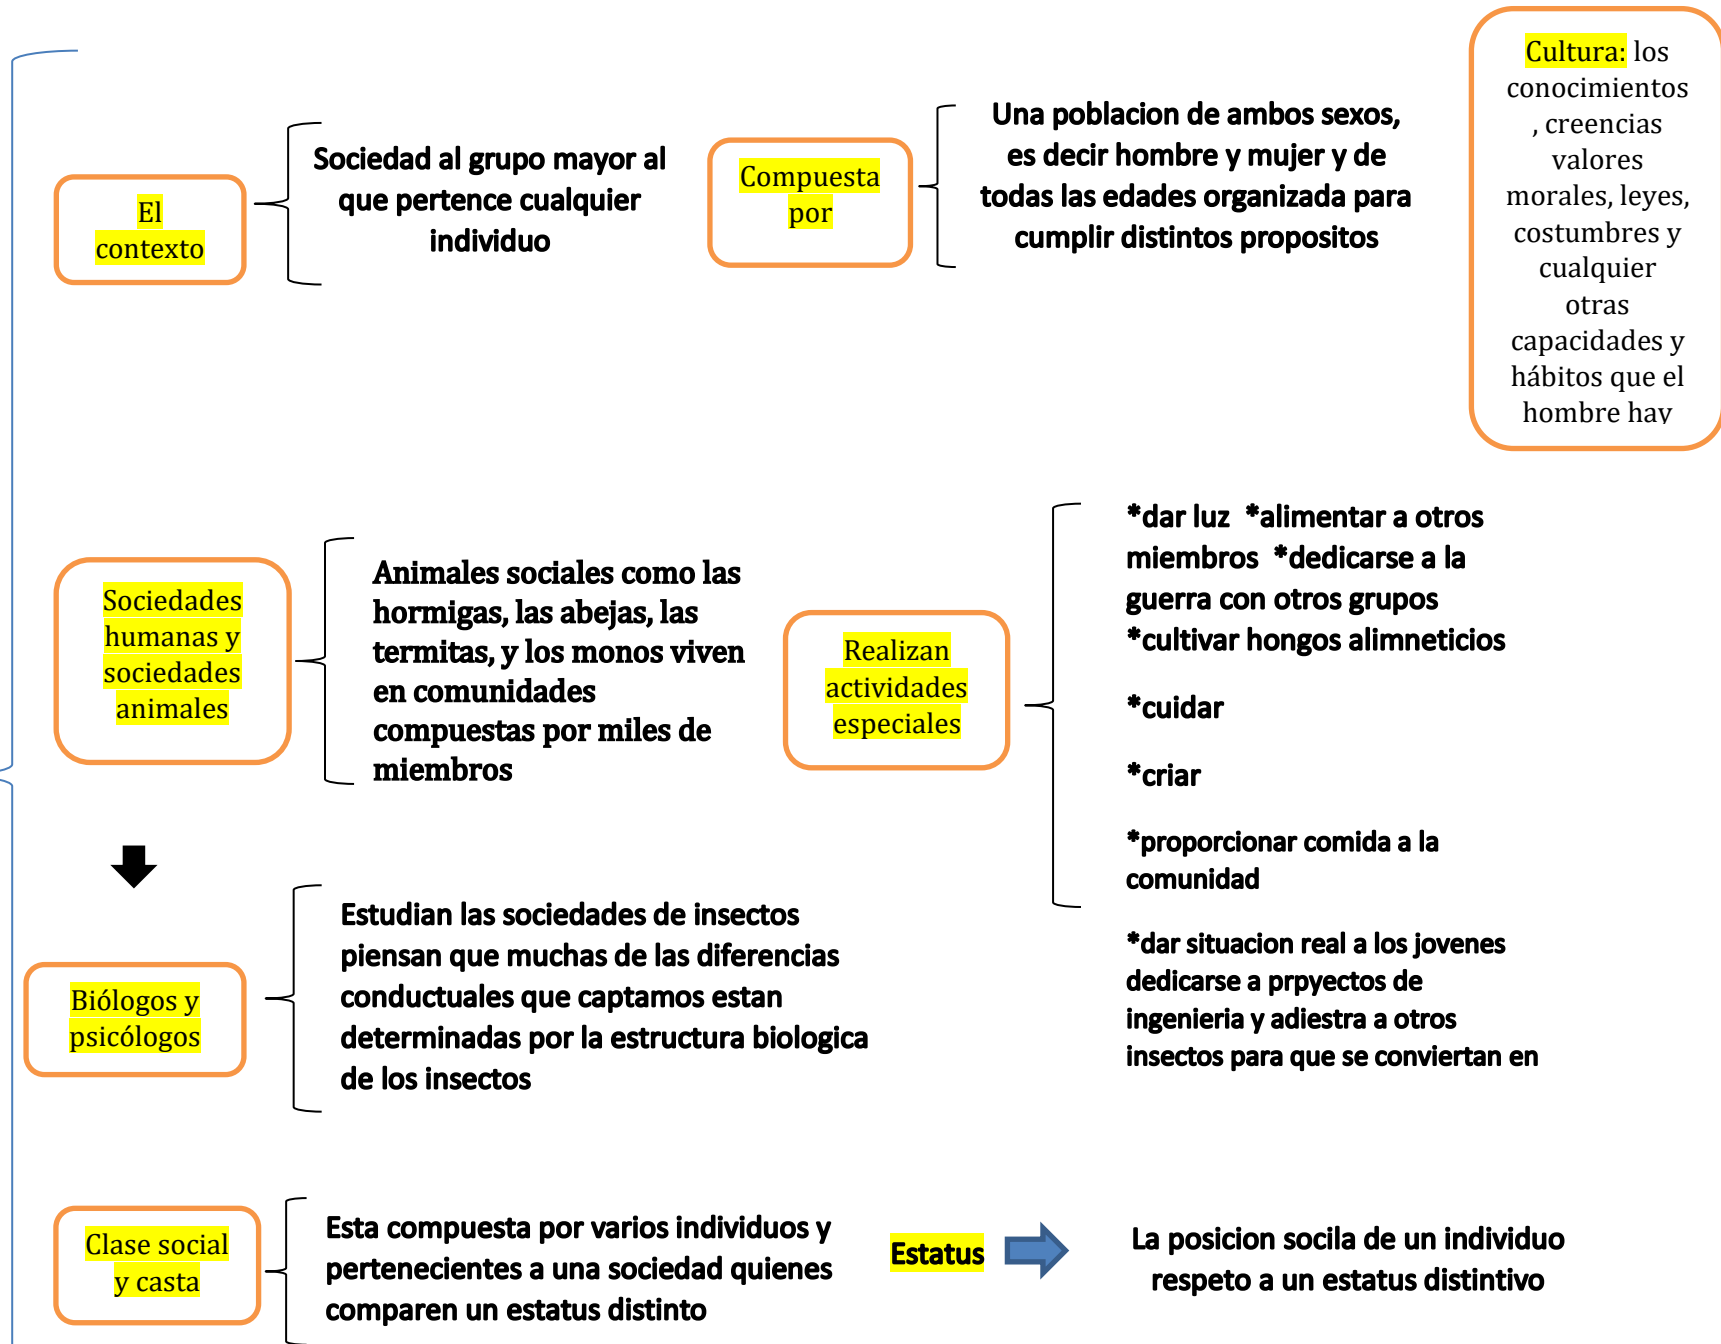 El
contexto
Sociedad al grupo mayor al
que pertence cualquier
individuo
Compuesta
por
Una poblacion de ambos sexos,
es decir hombre y mujer y de
todas las edades organizada para
cumplir distintos propositos
Cultura: los
conocimientos
, creencias
valores
morales, leyes,
costumbres y
cualquier
otras
capacidades y
hábitos que el
hombre hay
Sociedades
humanas y
sociedades
animales
Animales sociales como las
hormigas, las abejas, las
termitas, y los monos viven
en comunidades
compuestas por miles de
miembros
Realizan
actividades
especiales
*dar luz *alimentar a otros
miembros *dedicarse a la
guerra con otros grupos
*cultivar hongos alimneticios
*cuidar
*criar
*proporcionar comida a la
comunidad
*dar situacion real a los jovenes
dedicarse a prpyectos de
ingenieria y adiestra a otros
insectos para que se conviertan en
Biólogos y
psicólogos
Estudian las sociedades de insectos
piensan que muchas de las diferencias
conductuales que captamos estan
determinadas por la estructura biologica
de los insectos
Clase social
y casta
Esta compuesta por varios individuos y
pertenecientes a una sociedad quienes
comparen un estatus distinto
Estatus
La posicion socila de un individuo
respeto a un estatus distintivo